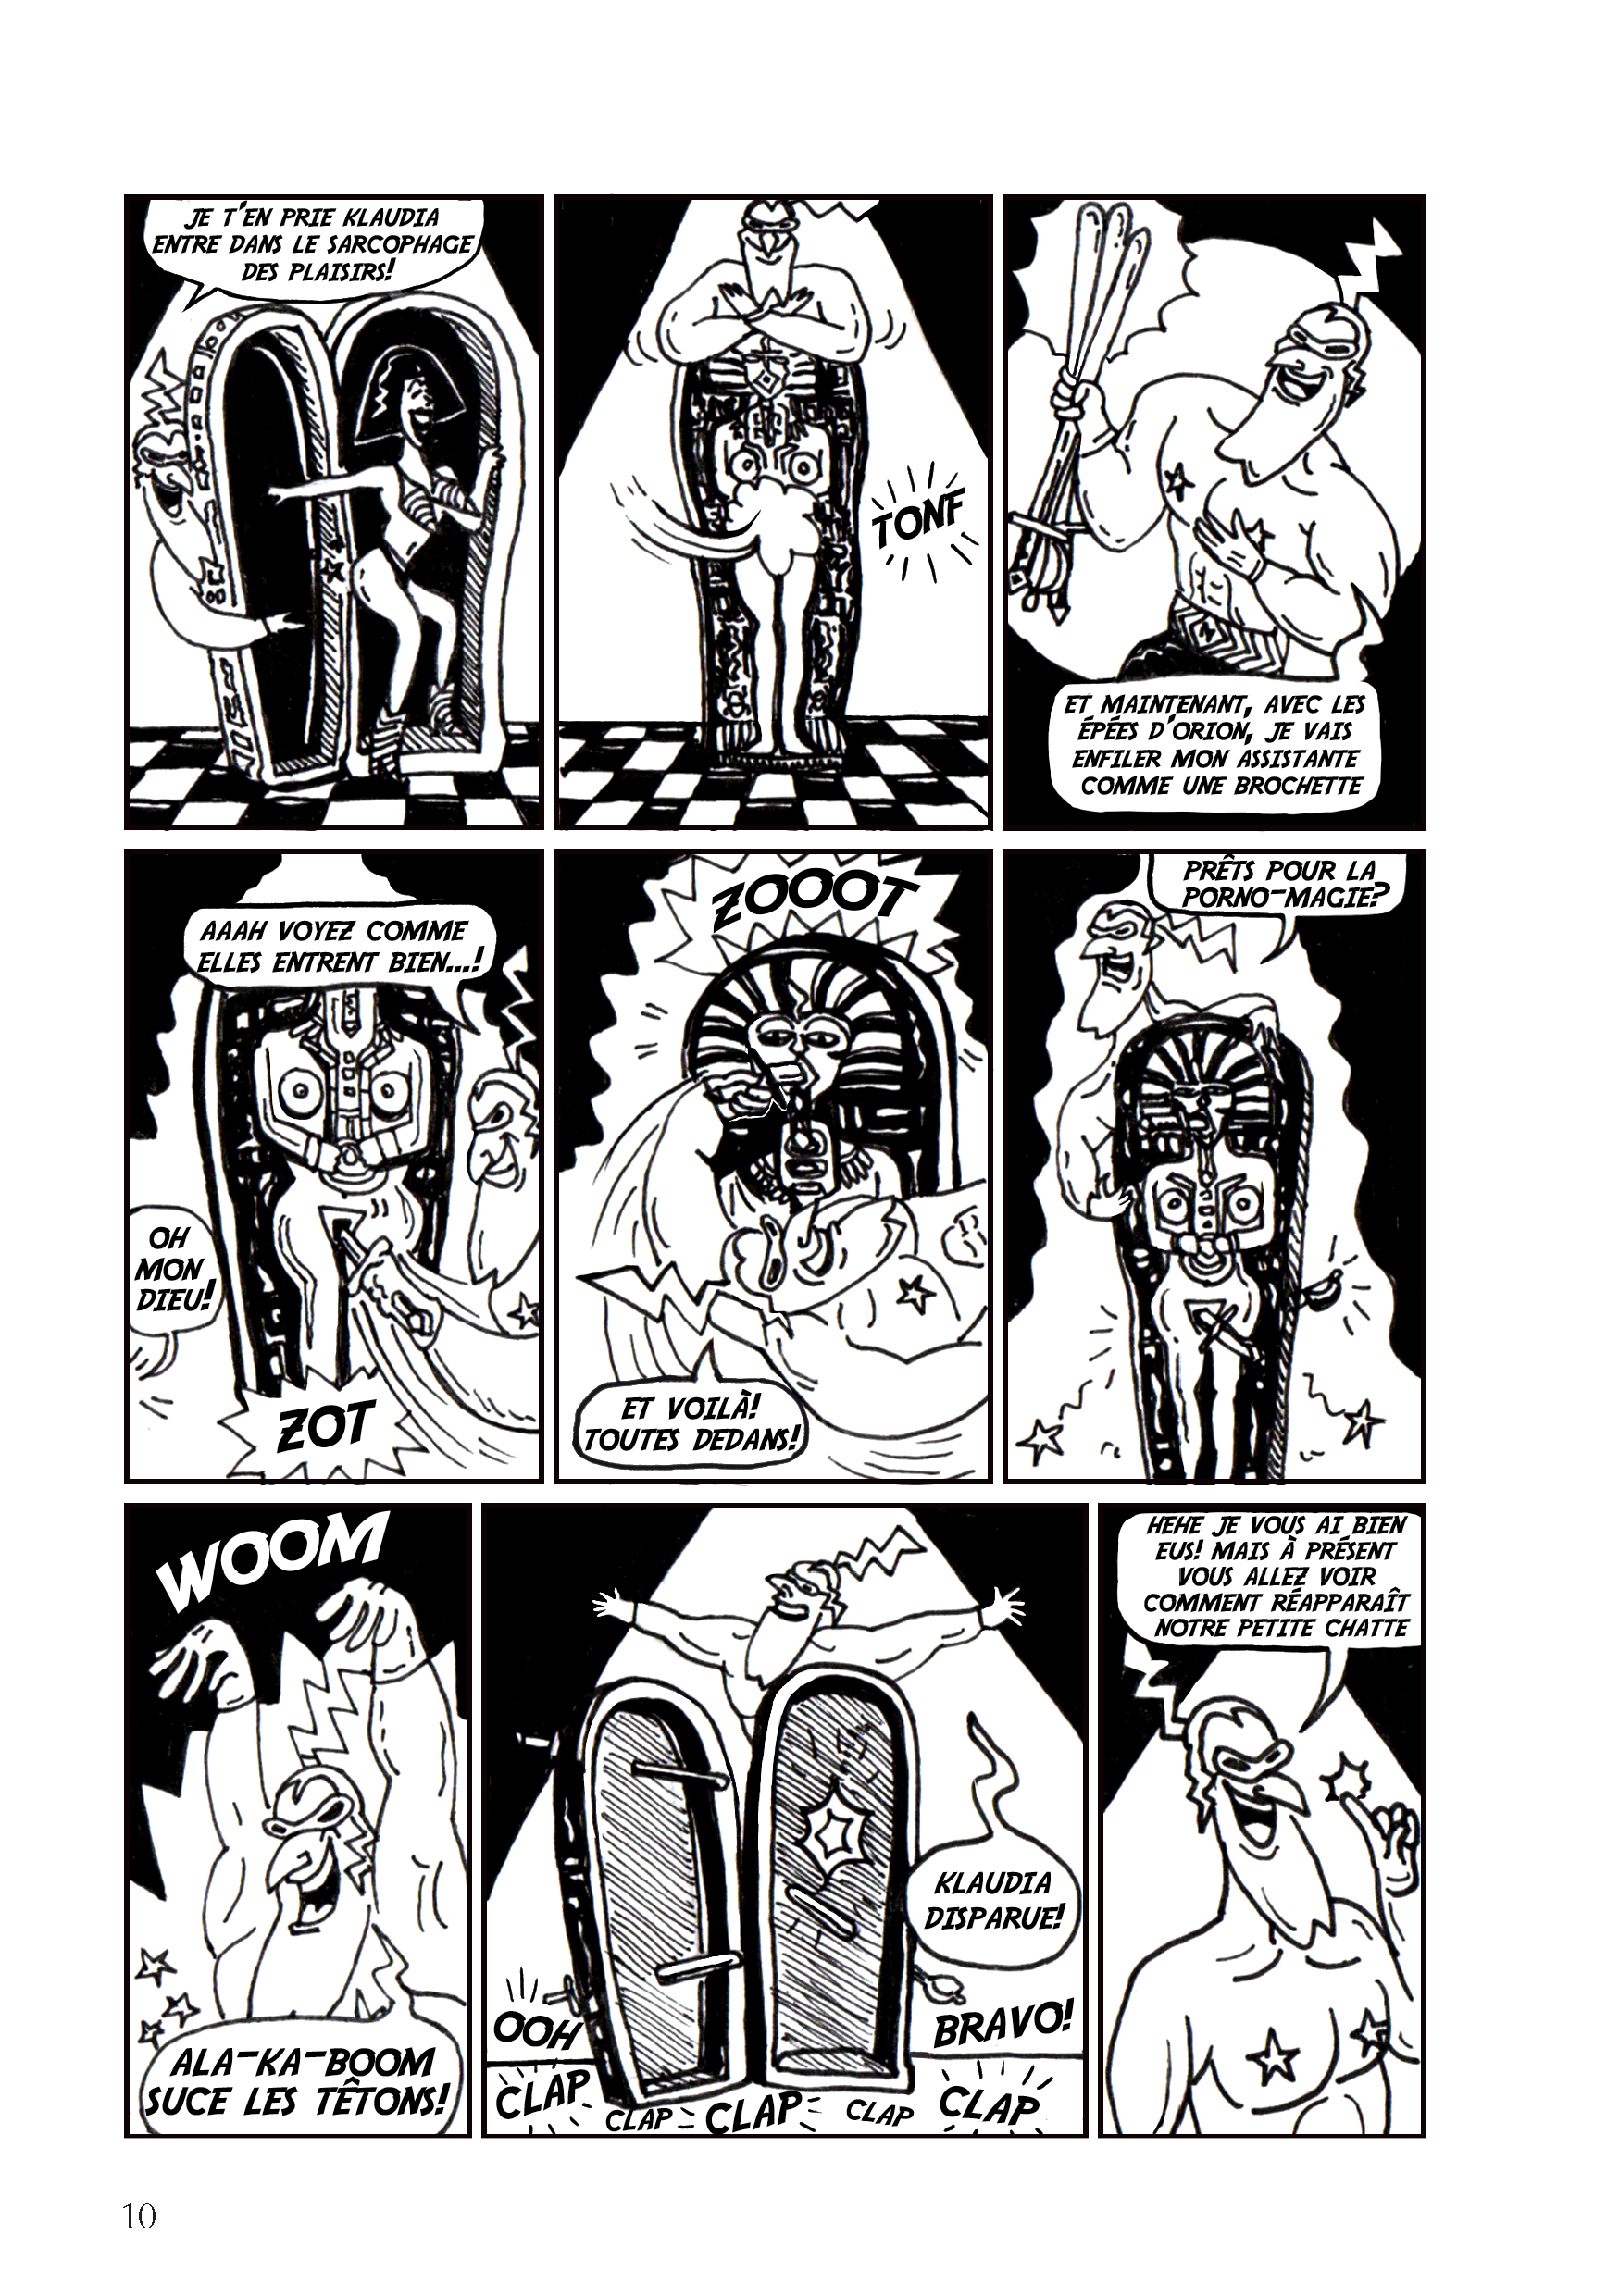 JE T'EN PRIE KLAUDIA
ENTRE DANS LE SARCOPHAGE
DES PLAISIRS!
TONF
ET MAINTENANT, AVEC LES
ÉPÉES D'ORION, JE VAIS
ENFILER MON ASSISTANTE
COMME UNE BROCHETTE
AAAH VOYEZ COMME
ELLES ENTRENT BIEN...!
OH
MON
DIEU!
ZOT
ZOOOT
ET VOILÀ!
TOUTES DEDANS!
PRÊTS POUR LA
PORNO-MAGIE?
WOOM
ALA-KA-BOOM
SUCE LES TÊTONS!
KLAUDIA
DISPARUE!
OOH
BRAVO!
CLAP
CLAP
CLAP
CLAP
CLAP
HEHE JE VOUS AI BIEN
EUS! MAIS À PRÉSENT
VOUS ALLEZ VOIR
COMMENT RÉAPPARAÎT
NOTRE PETITE CHATTE
10